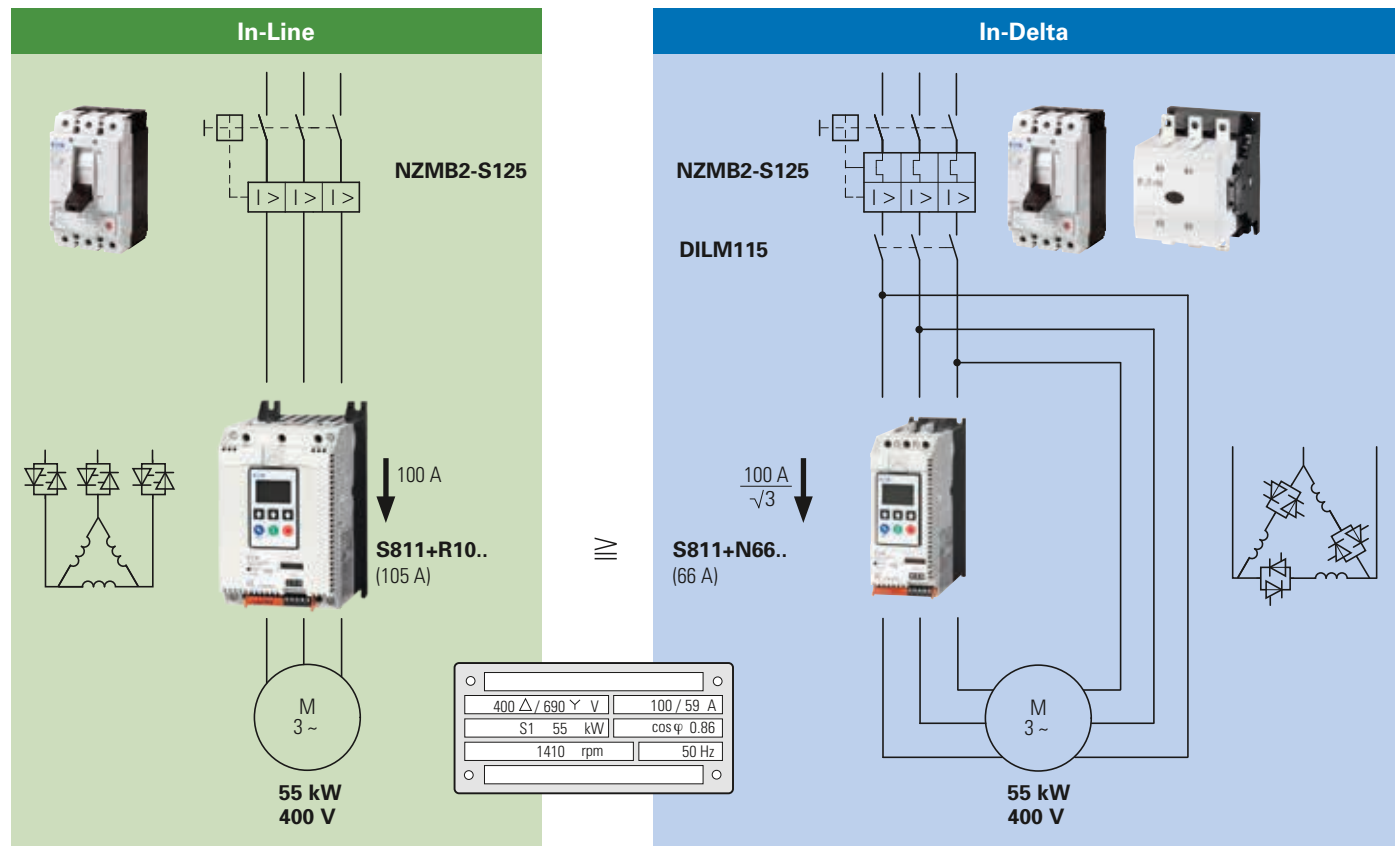 In-Line
NZMB2-S125
I > I > I >
100 A
S811+R10..
(105 A)
M
3 ~
55 kW
400 V
≧
400 △ / 690 Y V
100 / 59 A
S1 55 kW
cos φ 0.86
1410 rpm
50 Hz
In-Delta
NZMB2-S125
I > I > I >
DILM115
100 A
√3
S811+N66..
(66 A)
M
3 ~
55 kW
400 V